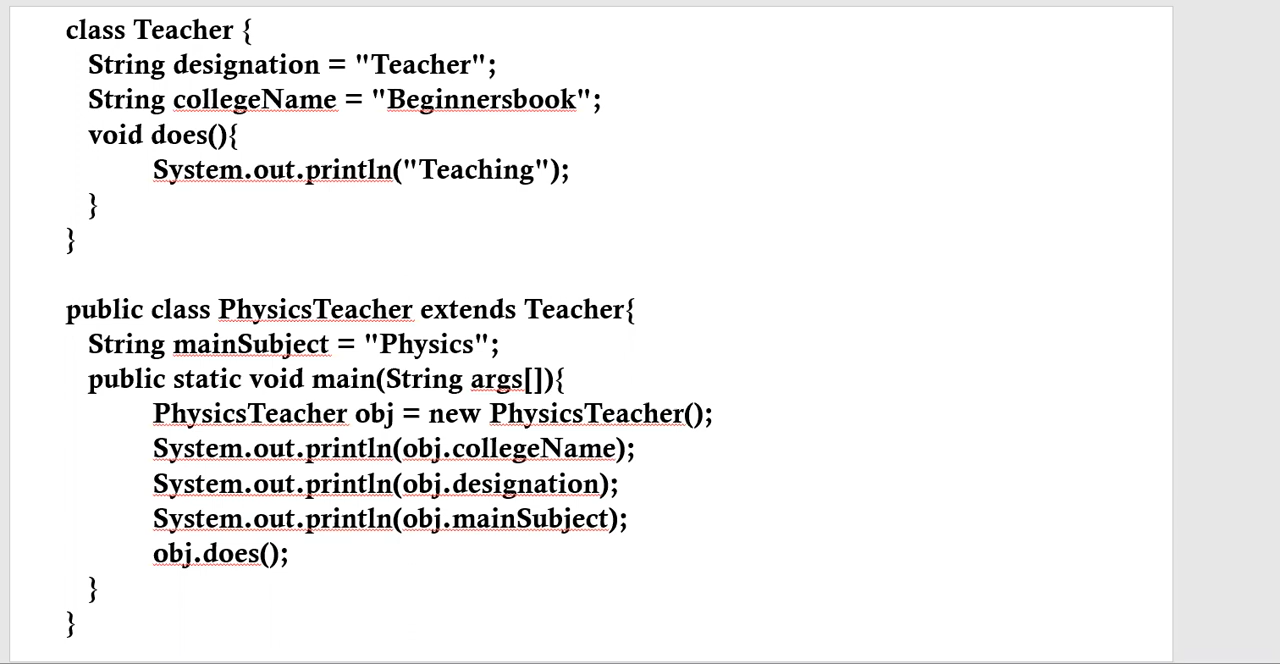 class Teacher {
String designation = "Teacher";
String collegeName = "Beginnersbook";
void does(){
System.out.println("Teaching");
}
}
public class PhysicsTeacher extends Teacher{
String mainSubject = "Physics";
public static void main(String args[]){
PhysicsTeacher obj = new PhysicsTeacher();
System.out.println(obj.collegeName);
System.out.println(obj.designation);
System.out.println(obj.mainSubject);
obj.does();
}
}